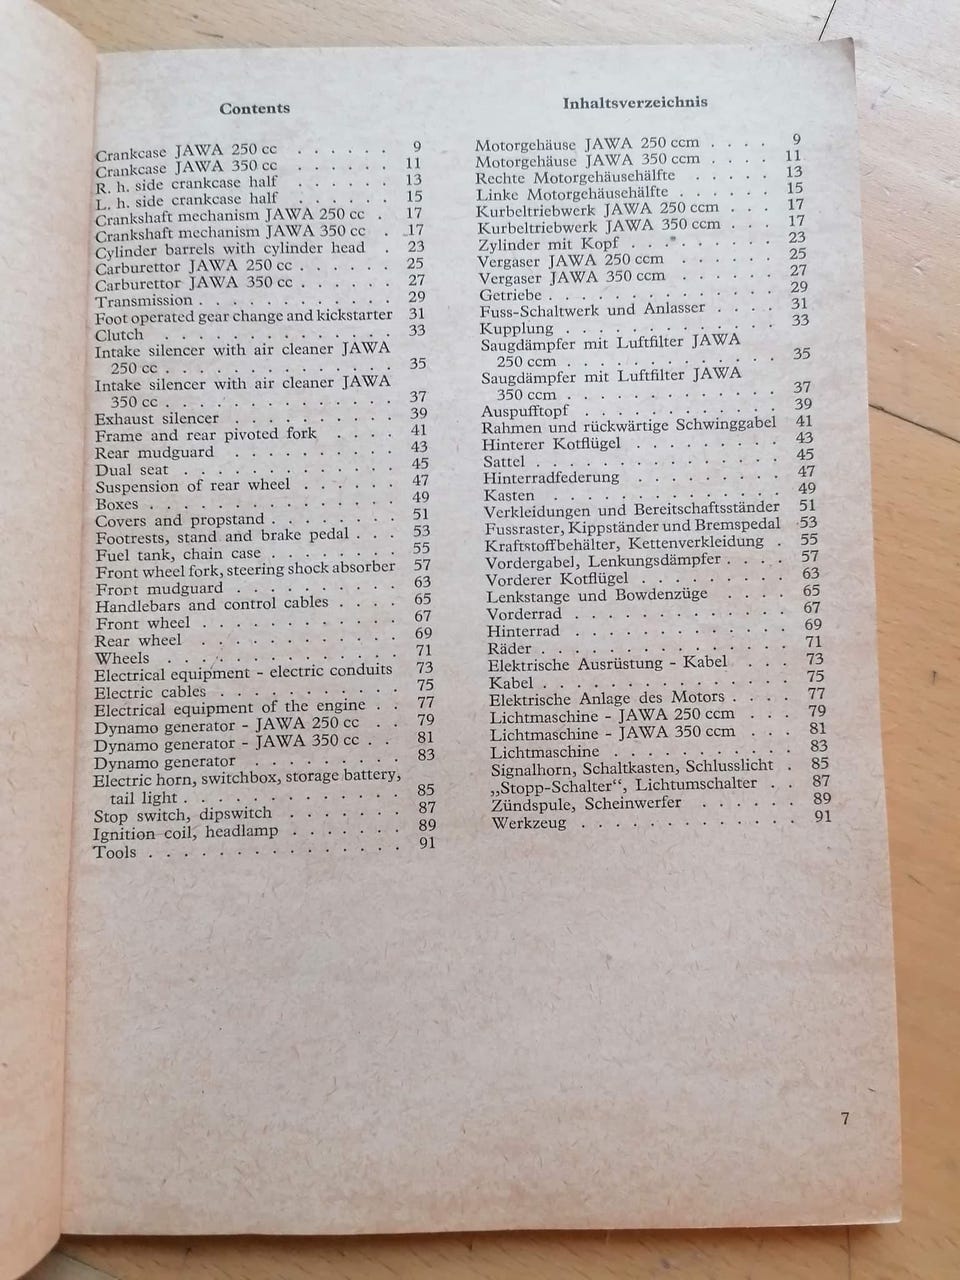 Contents
Crankcase JAWA 250 cc . . . . . . 9
Crankcase JAWA 350 cc . . . . . . 11
R. h. side crankcase half . . . . . . 13
L. h. side crankcase half . . . . . . 15
Crankshaft mechanism JAWA 250 cc . 17
Crankshaft mechanism JAWA 350 cc . 17
Cylinder barrels with cylinder head . 23
Carburettor JAWA 250 cc . . . . . . 25
Carburettor JAWA 350 cc . . . . . . 27
Transmission . . . . . . . . . . . . 29
Foot operated gear change and kickstarter 31
Clutch . . . . . . . . . . . . . . 33
Intake silencer with air cleaner JAWA
250 cc . . . . . . . . . . . . . 35
Intake silencer with air cleaner JAWA
350 cc . . . . . . . . . . . . . 37
Exhaust silencer . . . . . . . . . . 39
Frame and rear pivoted fork . . . . 41
Rear mudguard . . . . . . . . . . 43
Dual seat . . . . . . . . . . . . . 45
Suspension of rear wheel . . . . . . 47
Boxes . . . . . . . . . . . . . . . 49
Covers and propstand . . . . . . . . 51
Footrests, stand and brake pedal . . . 53
Fuel tank, chain case . . . . . . . . 55
Front wheel fork, steering shock absorber 57
Front mudguard . . . . . . . . . . 63
Handlebars and control cables . . . . 65
Front wheel . . . . . . . . . . . . 67
Rear wheel . . . . . . . . . . . . 69
Wheels . . . . . . . . . . . . . . 71
Electrical equipment - electric conduits 73
Electric cables . . . . . . . . . . . 75
Electrical equipment of the engine . . 77
Dynamo generator - JAWA 250 cc . . 79
Dynamo generator - JAWA 350 cc . . 81
Dynamo generator . . . . . . . . . 83
Electric horn, switchbox, storage battery,
tail light . . . . . . . . . . . . . 85
Stop switch, dipswitch . . . . . . . 87
Ignition coil, headlamp . . . . . . . 89
Tools . . . . . . . . . . . . . . . 91
Inhaltsverzeichnis
Motorgehäuse JAWA 250 ccm . . . . 9
Motorgehäuse JAWA 350 ccm . . . . 11
Rechte Motorgehäusehälfte . . . . . 13
Linke Motorgehäusehälfte . . . . . . 15
Kurbeltriebwerk JAWA 250 ccm . . . 17
Kurbeltriebwerk JAWA 350 ccm . . . 17
Zylinder mit Kopf . . . . . . . . . 23
Vergaser JAWA 250 ccm . . . . . . 25
Vergaser JAWA 350 ccm . . . . . . 27
Getriebe . . . . . . . . . . . . . . 29
Fuss-Schaltwerk und Anlasser . . . . 31
Kupplung . . . . . . . . . . . . . 33
Saugdämpfer mit Luftfilter JAWA
250 ccm . . . . . . . . . . . . 35
Saugdämpfer mit Luftfilter JAWA
350 ccm . . . . . . . . . . . . 37
Auspufftopf . . . . . . . . . . . . 39
Rahmen und rückwärtige Schwinggabel 41
Hinterer Kotflügel . . . . . . . . . 43
Sattel . . . . . . . . . . . . . . . 45
Hinterradfederung . . . . . . . . . 47
Kasten . . . . . . . . . . . . . . 49
Verkleidungen und Bereitschaftsständer 51
Fussraster, Kippständer und Bremspedal 53
Kraftstoffbehälter, Kettenverkleidung . 55
Vordergabel, Lenkungsdämpfer . . . . 57
Vorderer Kotflügel . . . . . . . . . 63
Lenkstange und Bowdenzüge . . . . 65
Vorderrad . . . . . . . . . . . . . 67
Hinterrad . . . . . . . . . . . . . 69
Räder . . . . . . . . . . . . . . . 71
Elektrische Ausrüstung - Kabel . . . 73
Kabel . . . . . . . . . . . . . . . 75
Elektrische Anlage des Motors . . . . 77
Lichtmaschine - JAWA 250 ccm . . . 79
Lichtmaschine - JAWA 350 ccm . . . 81
Lichtmaschine . . . . . . . . . . . 83
Signalhorn, Schaltkasten, Schlusslicht . 85
„Stopp-Schalter“, Lichtumschalter . . 87
Zündspule, Scheinwerfer . . . . . . 89
Werkzeug . . . . . . . . . . . . . 91
7